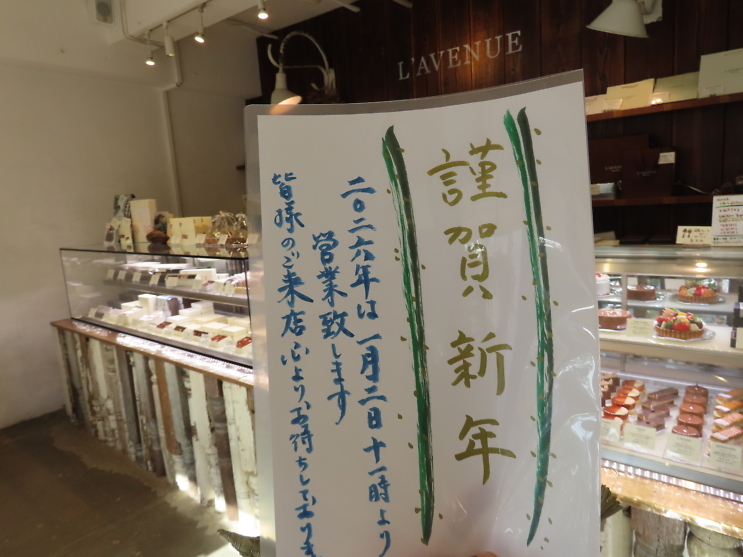 L'AVENUE
謹賀新年
二〇二六年は一月二日十一時より
営業致します
皆様のご来店心よりお待ちしております